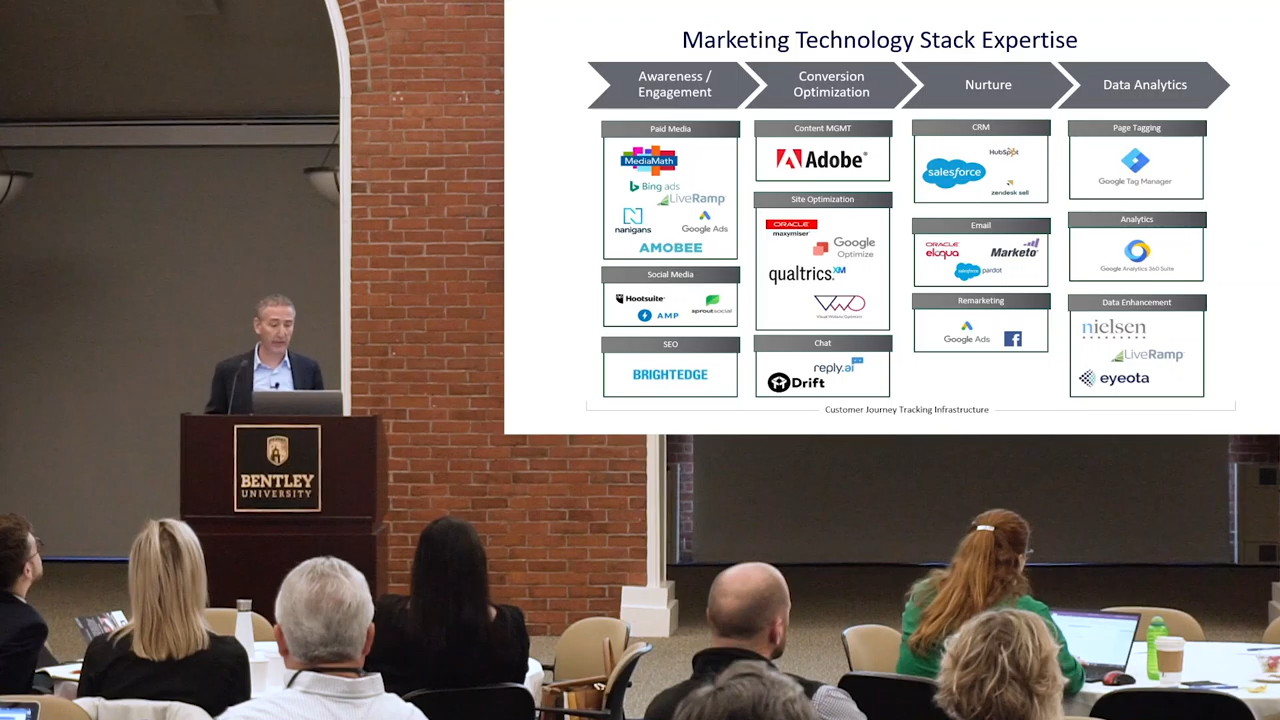 Marketing Technology Stack Expertise
Awareness /
Engagement
Conversion
Optimization
Nurture
Data Analytics
Paid Media
MediaMath
Bing ads
LiveRamp
nanigans
Google Ads
AMOBEE
Social Media
Hootsuite
sproutsocial
AMP
SEO
BRIGHTEDGE
Content MGMT
Adobe
Site Optimization
ORACLE
maxymiser
Google
Optimize
qualtrics.XM
VWO
Chat
reply.ai
Drift
CRM
HubSpot
salesforce
zendesk sell
Email
ORACLE
eloqua
Marketo
salesforce pardot
Remarketing
Google Ads
Page Tagging
Google Tag Manager
Analytics
Google Analytics 360 Suite
Data Enhancement
nielsen
LiveRamp
eyeota
Customer Journey Tracking Infrastructure
BENTLEY
UNIVERSITY